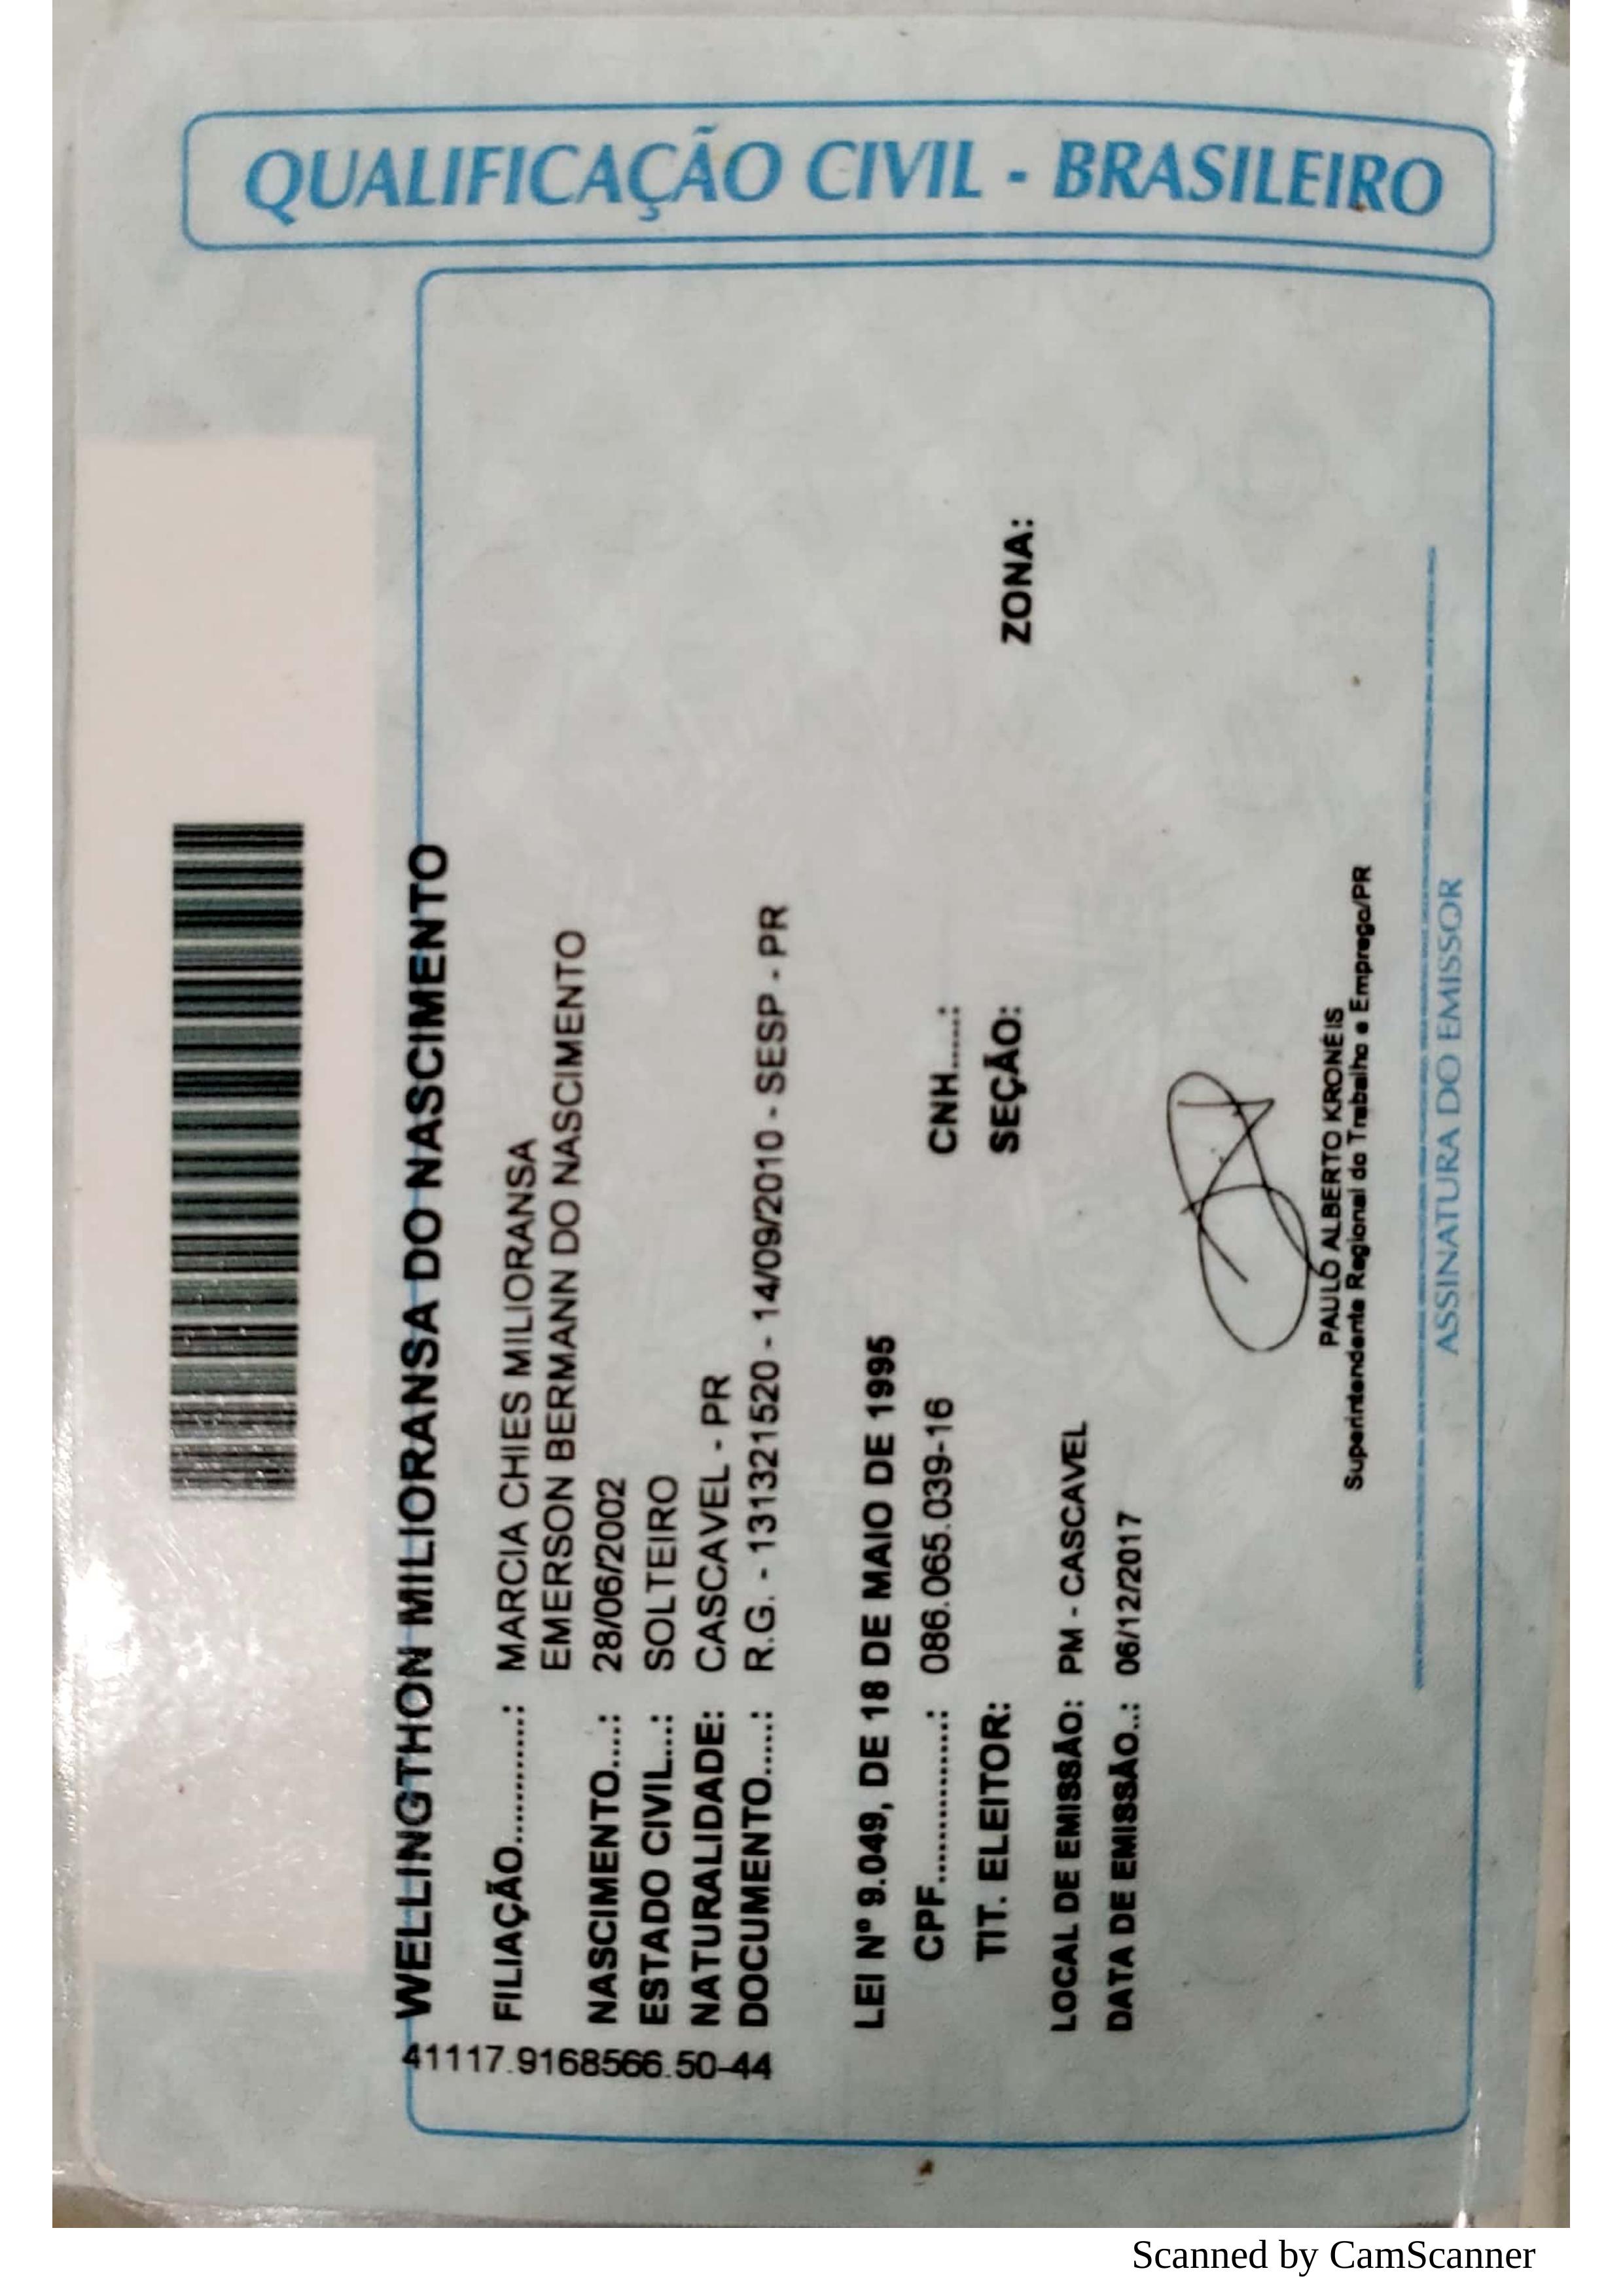 QUALIFICAÇÃO CIVIL - BRASILEIRO
WELLINGTHON MILIORANSA DO NASCIMENTO
FILIAÇÃO...........: MARCIA CHIES MILIORANSA
EMERSON BERMANN DO NASCIMENTO
NASCIMENTO....: 28/06/2002
ESTADO CIVIL...: SOLTEIRO
NATURALIDADE: CASCAVEL - PR
DOCUMENTO.....: R.G. - 131321520 - 14/09/2010 - SESP - PR
41117.9168566.50-44
LEI Nº 9.049, DE 18 DE MAIO DE 1995
CPF.............: 086.065.039-16 CNH.....:
TIT. ELEITOR: SEÇÃO: ZONA:
LOCAL DE EMISSÃO: PM - CASCAVEL
DATA DE EMISSÃO..: 06/12/2017
PAULO ALBERTO KRONEIS
Superintendente Regional do Trabalho e Emprego/PR
ASSINATURA DO EMISSOR
Scanned by CamScanner